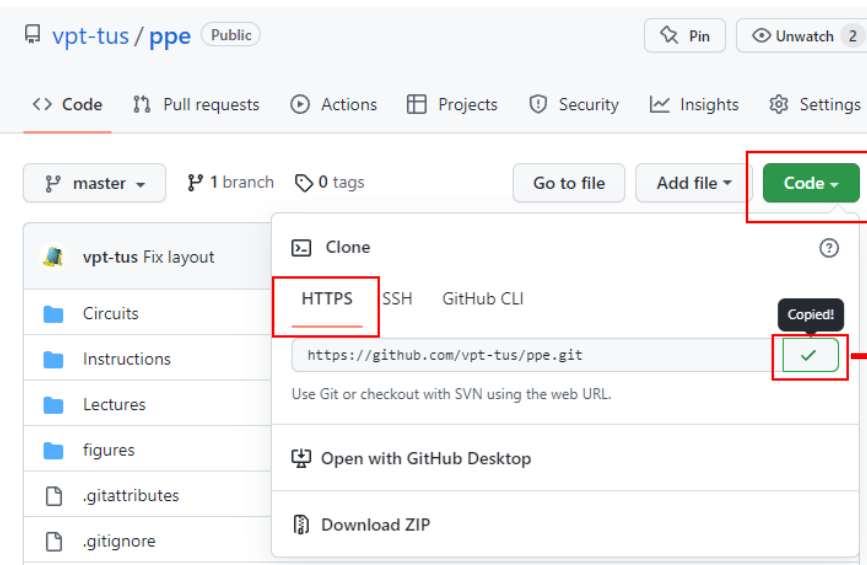 vpt-tus / ppe Public Pin Unwatch 2
<> Code Pull requests Actions Projects Security Insights Settings
master 1 branch 0 tags Go to file Add file Code
vpt-tus Fix layout
Clone
Circuits
HTTPS SSH GitHub CLI
Copied!
Instructions
https://github.com/vpt-tus/ppe.git
Lectures
Use Git or checkout with SVN using the web URL.
figures
Open with GitHub Desktop
.gitattributes
Download ZIP
.gitignore